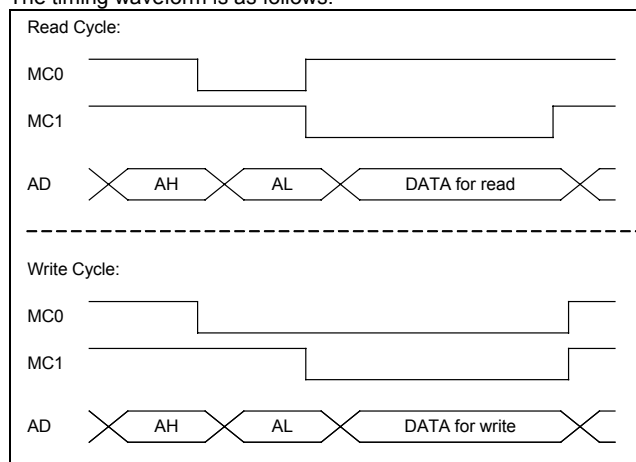 The timing waveform is as follows:
Read Cycle:
MC0
MC1
AD AH AL DATA for read
Write Cycle:
MC0
MC1
AD AH AL DATA for write